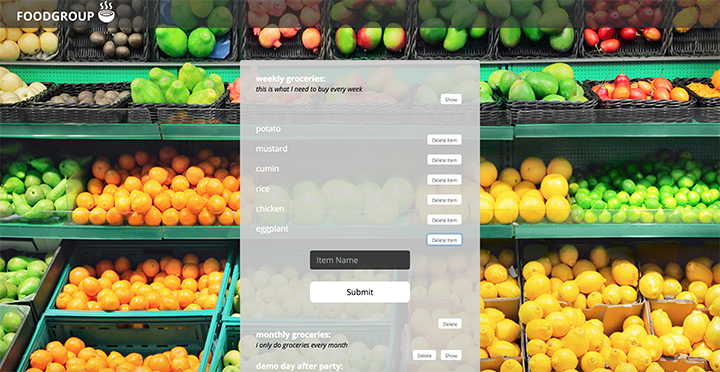 FOODGROUP
weekly groceries:
this is what I need to buy every week
Show
potato
Delete Item
mustard
Delete Item
cumin
Delete Item
rice
Delete Item
chicken
Delete Item
eggplant
Delete Item
Item Name
Submit
Delete
monthly groceries:
i only do groceries every month
Delete Show
demo day after party: